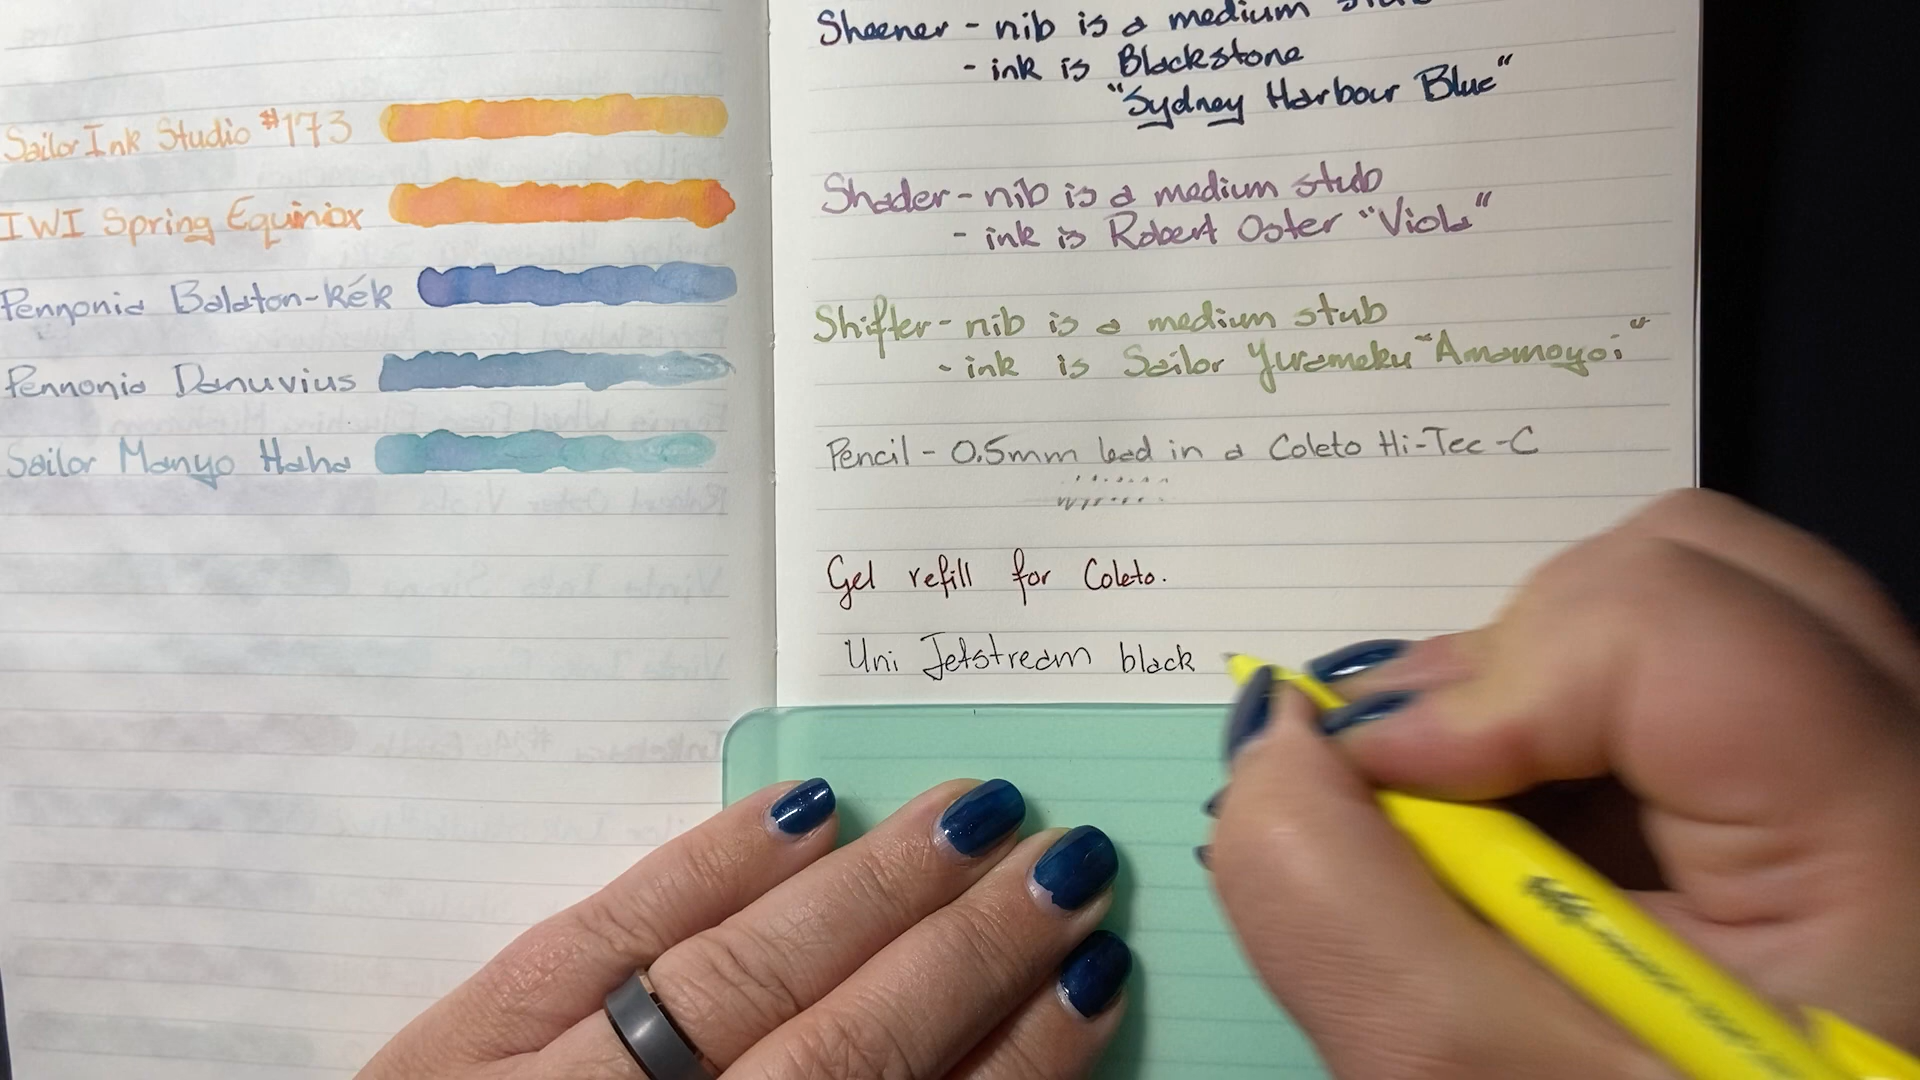 Sailor Ink Studio #173
IWI Spring Equinox
Pennonia Balaton-kék
Pennonia Danuvius
Sailor Manyo Haha
Sheener - nib is a medium stub
- ink is Blackstone
"Sydney Harbour Blue"
Shader - nib is a medium stub
- ink is Robert Oster "Viola"
Shifter - nib is a medium stub
- ink is Sailor Yurameku "Amamoyoi"
Pencil - 0.5mm lead in a Coleto Hi-Tec-C
Gel refill for Coleto.
Uni Jetstream black